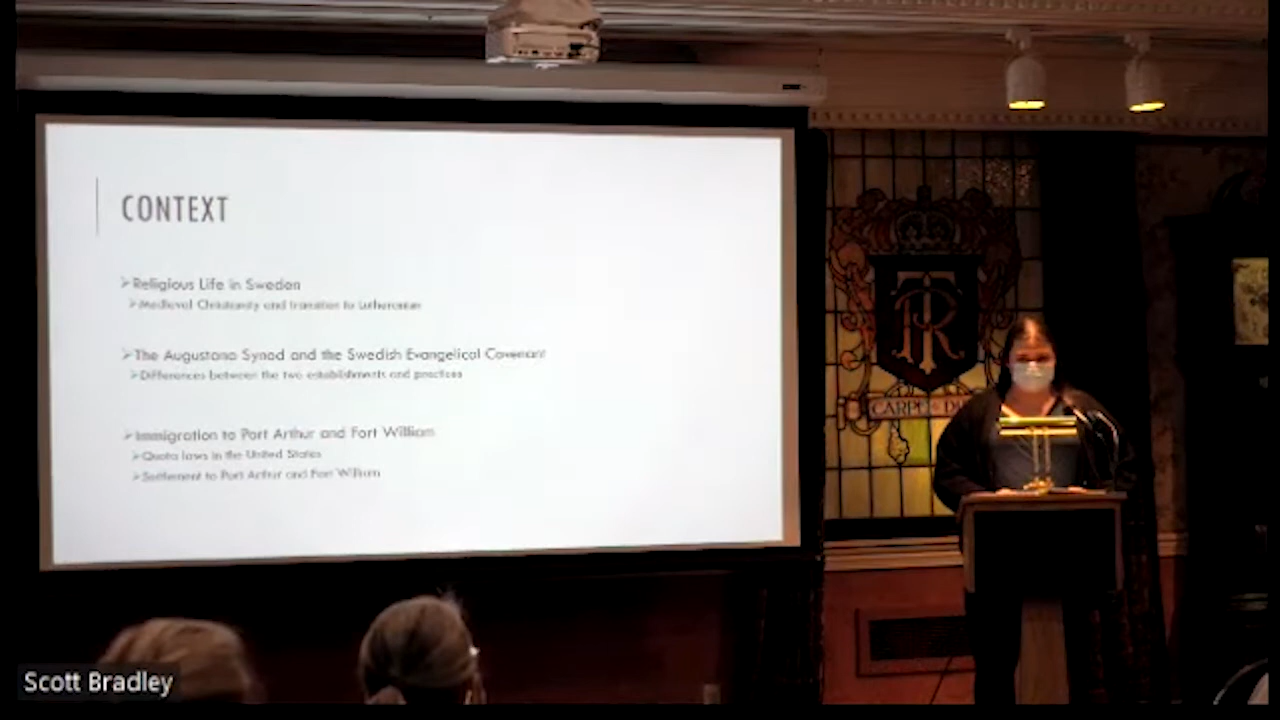 CONTEXT
Religious Life in Sweden
Medieval Christianity and transition to Lutheranism
The Augustana Synod and the Swedish Evangelical Covenant
Differences between the two establishments and practices
Immigration to Port Arthur and Fort William
Quota laws in the United States
Settlement to Port Arthur and Fort William
TR
CARPE
Scott Bradley